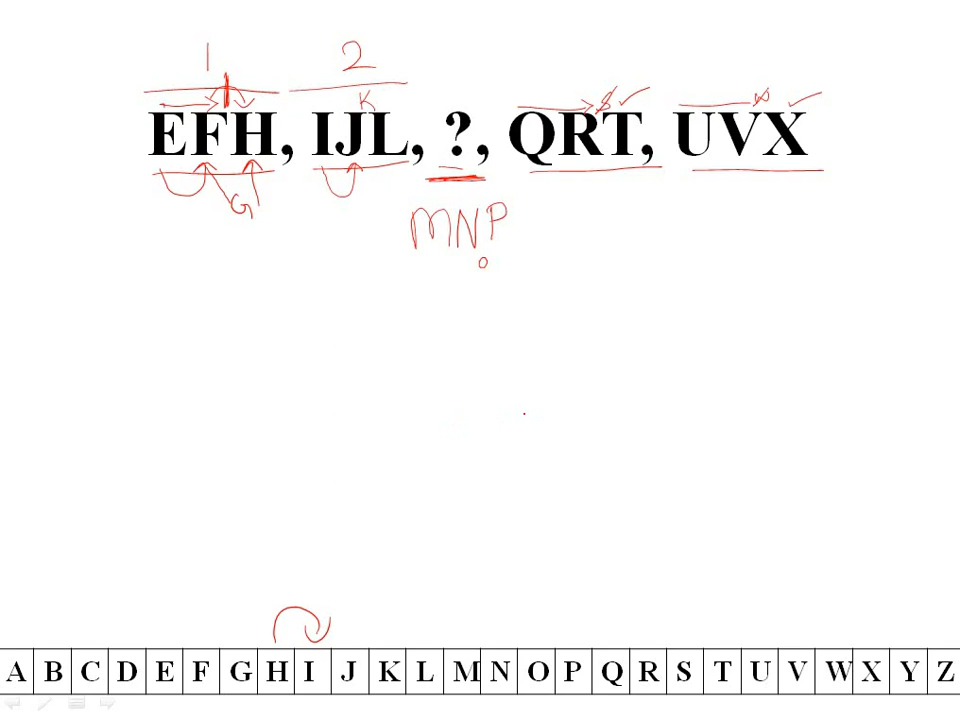 1 2
K S W
EFH, IJL, ?, QRT, UVX
G
MNP
O
A B C D E F G H I J K L M N O P Q R S T U V W X Y Z